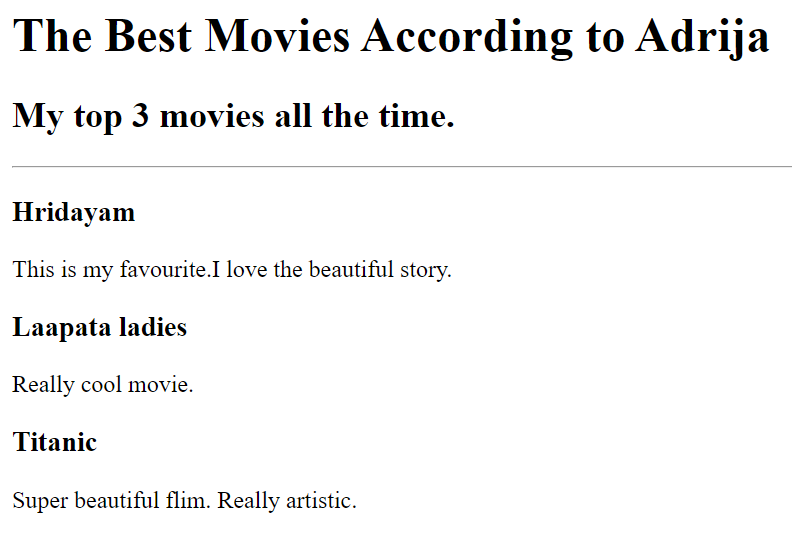 The Best Movies According to Adrija
My top 3 movies all the time.
Hridayam
This is my favourite.I love the beautiful story.
Laapata ladies
Really cool movie.
Titanic
Super beautiful flim. Really artistic.